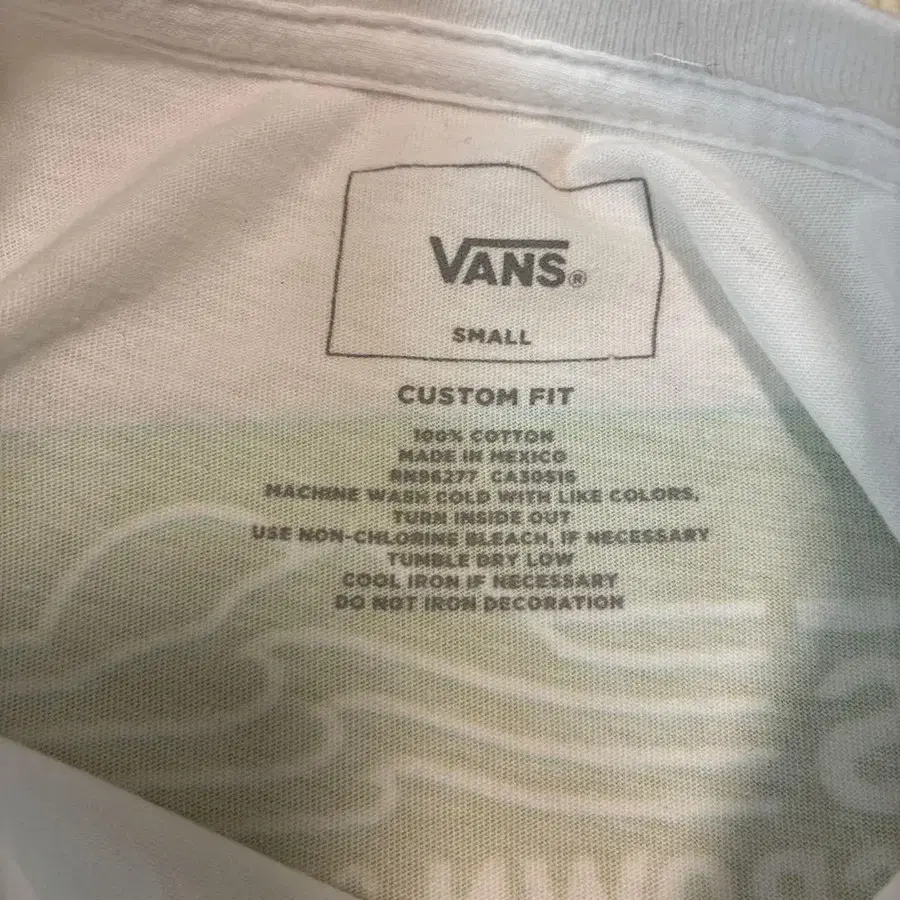 VANS®
SMALL
CUSTOM FIT
100% COTTON
MADE IN MEXICO
RN96277 CA30516
MACHINE WASH COLD WITH LIKE COLORS,
TURN INSIDE OUT
USE NON-CHLORINE BLEACH, IF NECESSARY
TUMBLE DRY LOW
COOL IRON IF NECESSARY
DO NOT IRON DECORATION